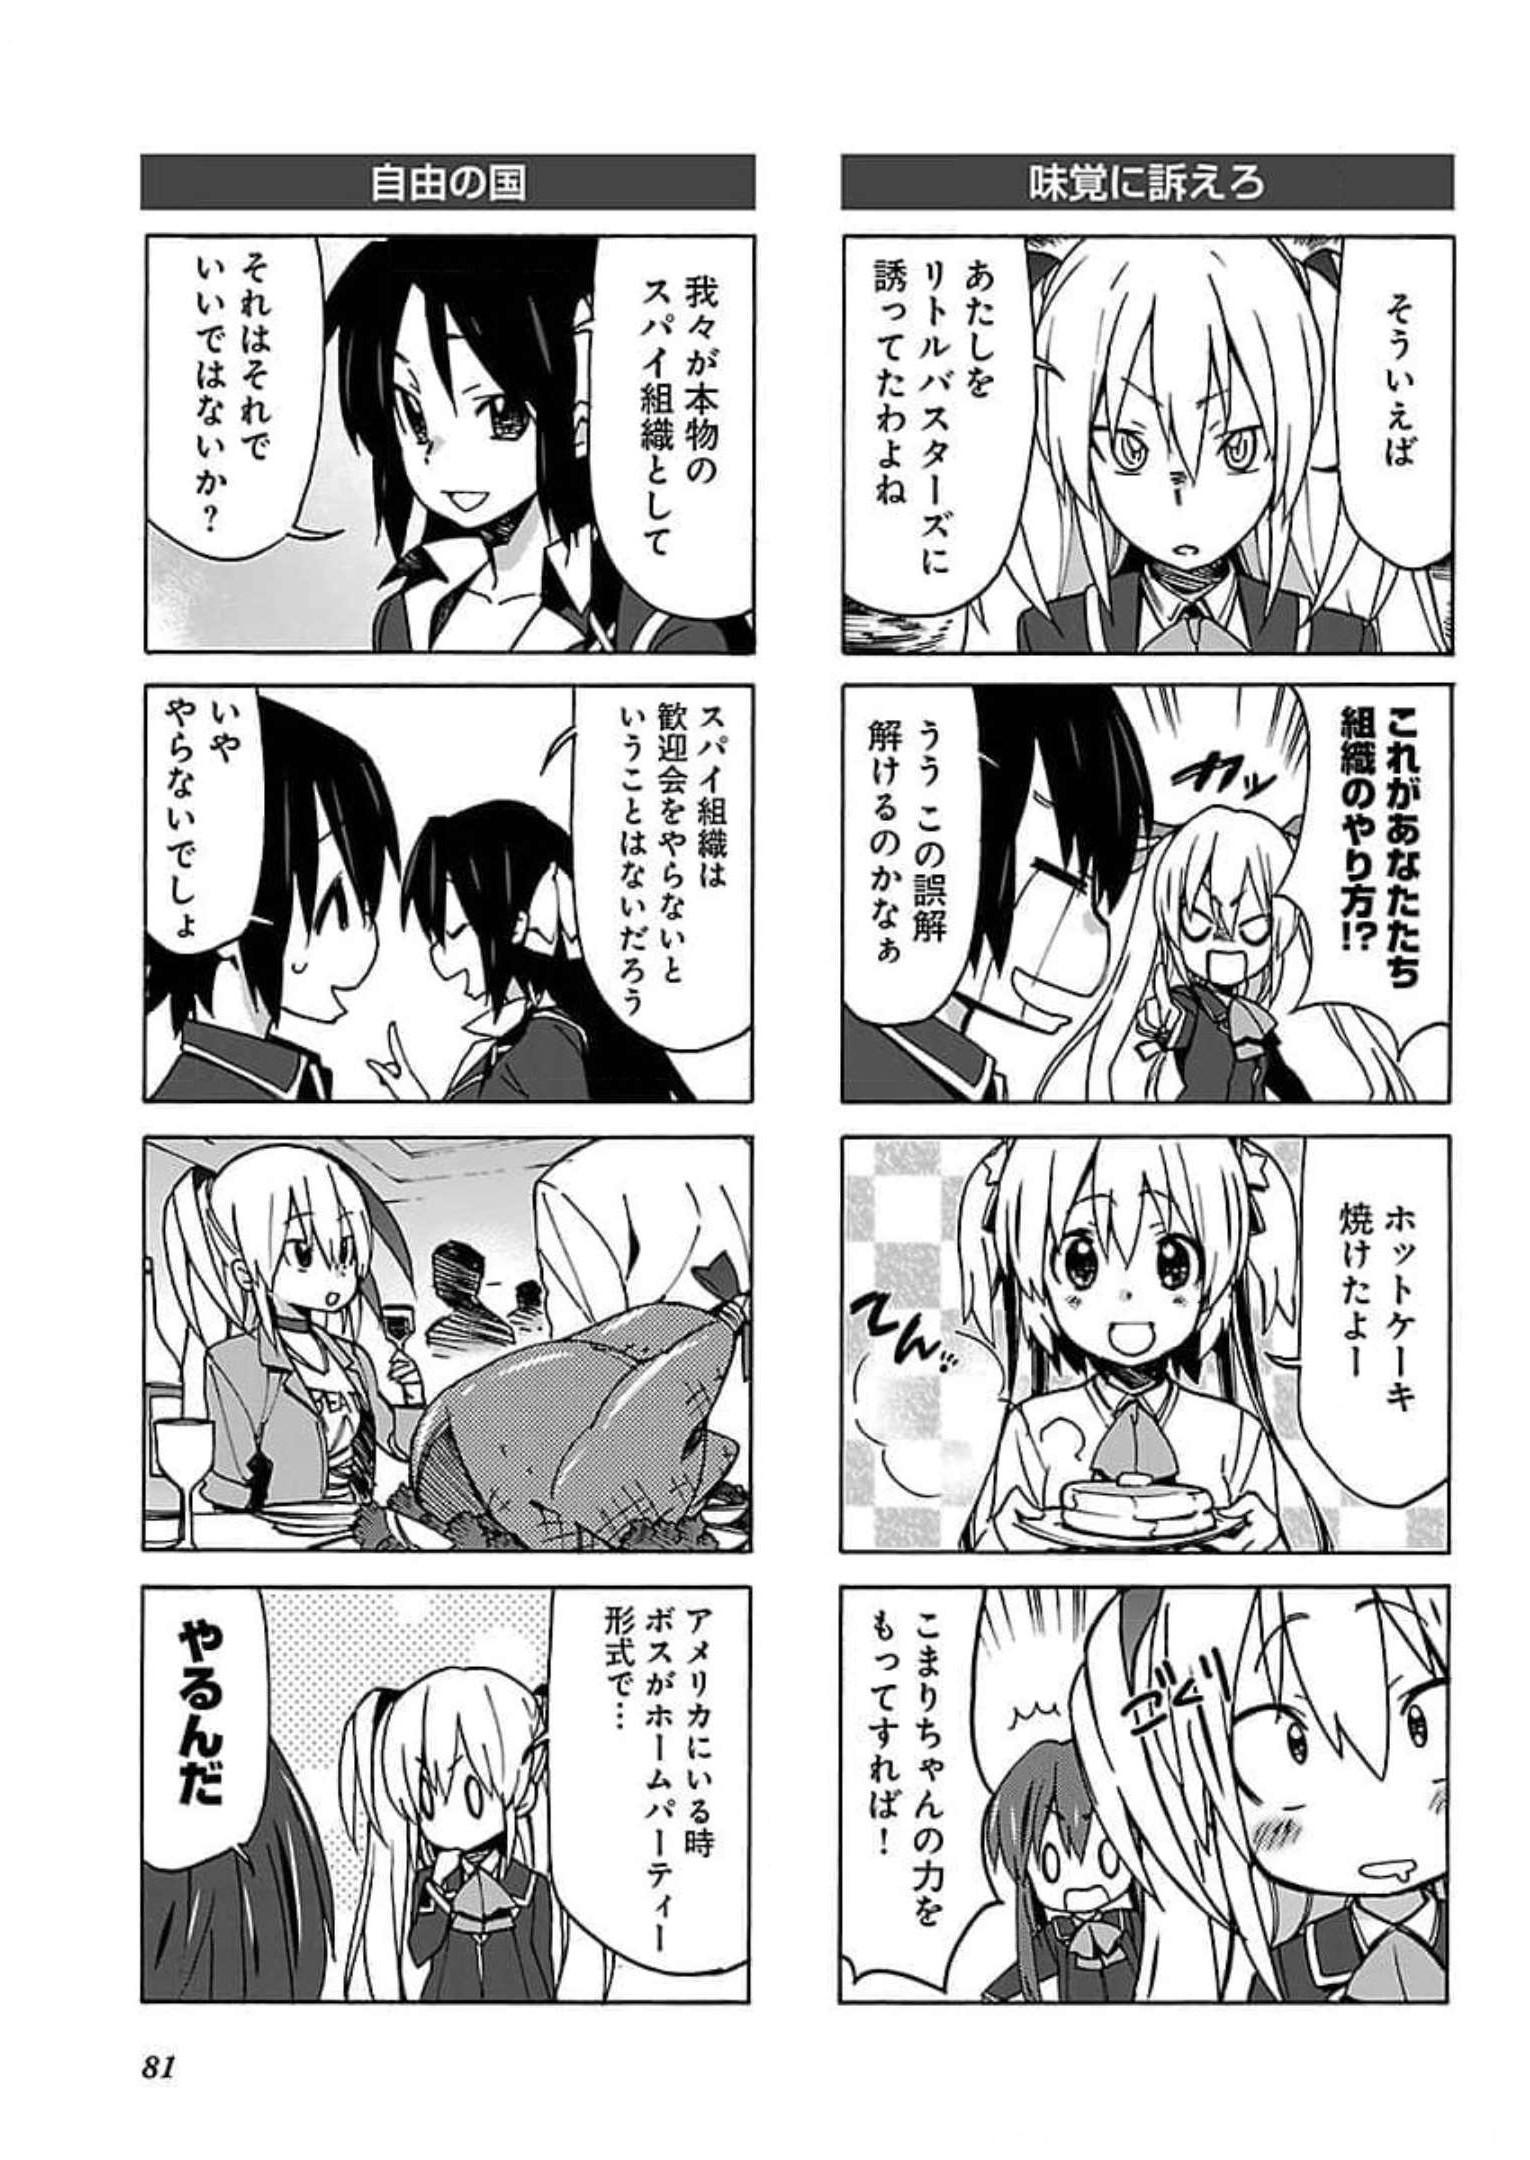 味覚に訴えろ
そういえば
あたしを
リトルバスターズに
誘ってたわよね
これがあなたたち
組織のやり方!?
カッ
うう この誤解
解けるのかなぁ
ホットケーキ
焼けたよー
てん…
ごくり
こまりちゃんの力を
もってすれば!
自由の国
我々が本物の
スパイ組織として
それはそれで
いいではないか?
スパイ組織は
歓迎会をやらないと
いうことはないだろう
いや
やらないでしょ
アメリカにいる時
ボスがホームパーティー
形式で…
やるんだ
81